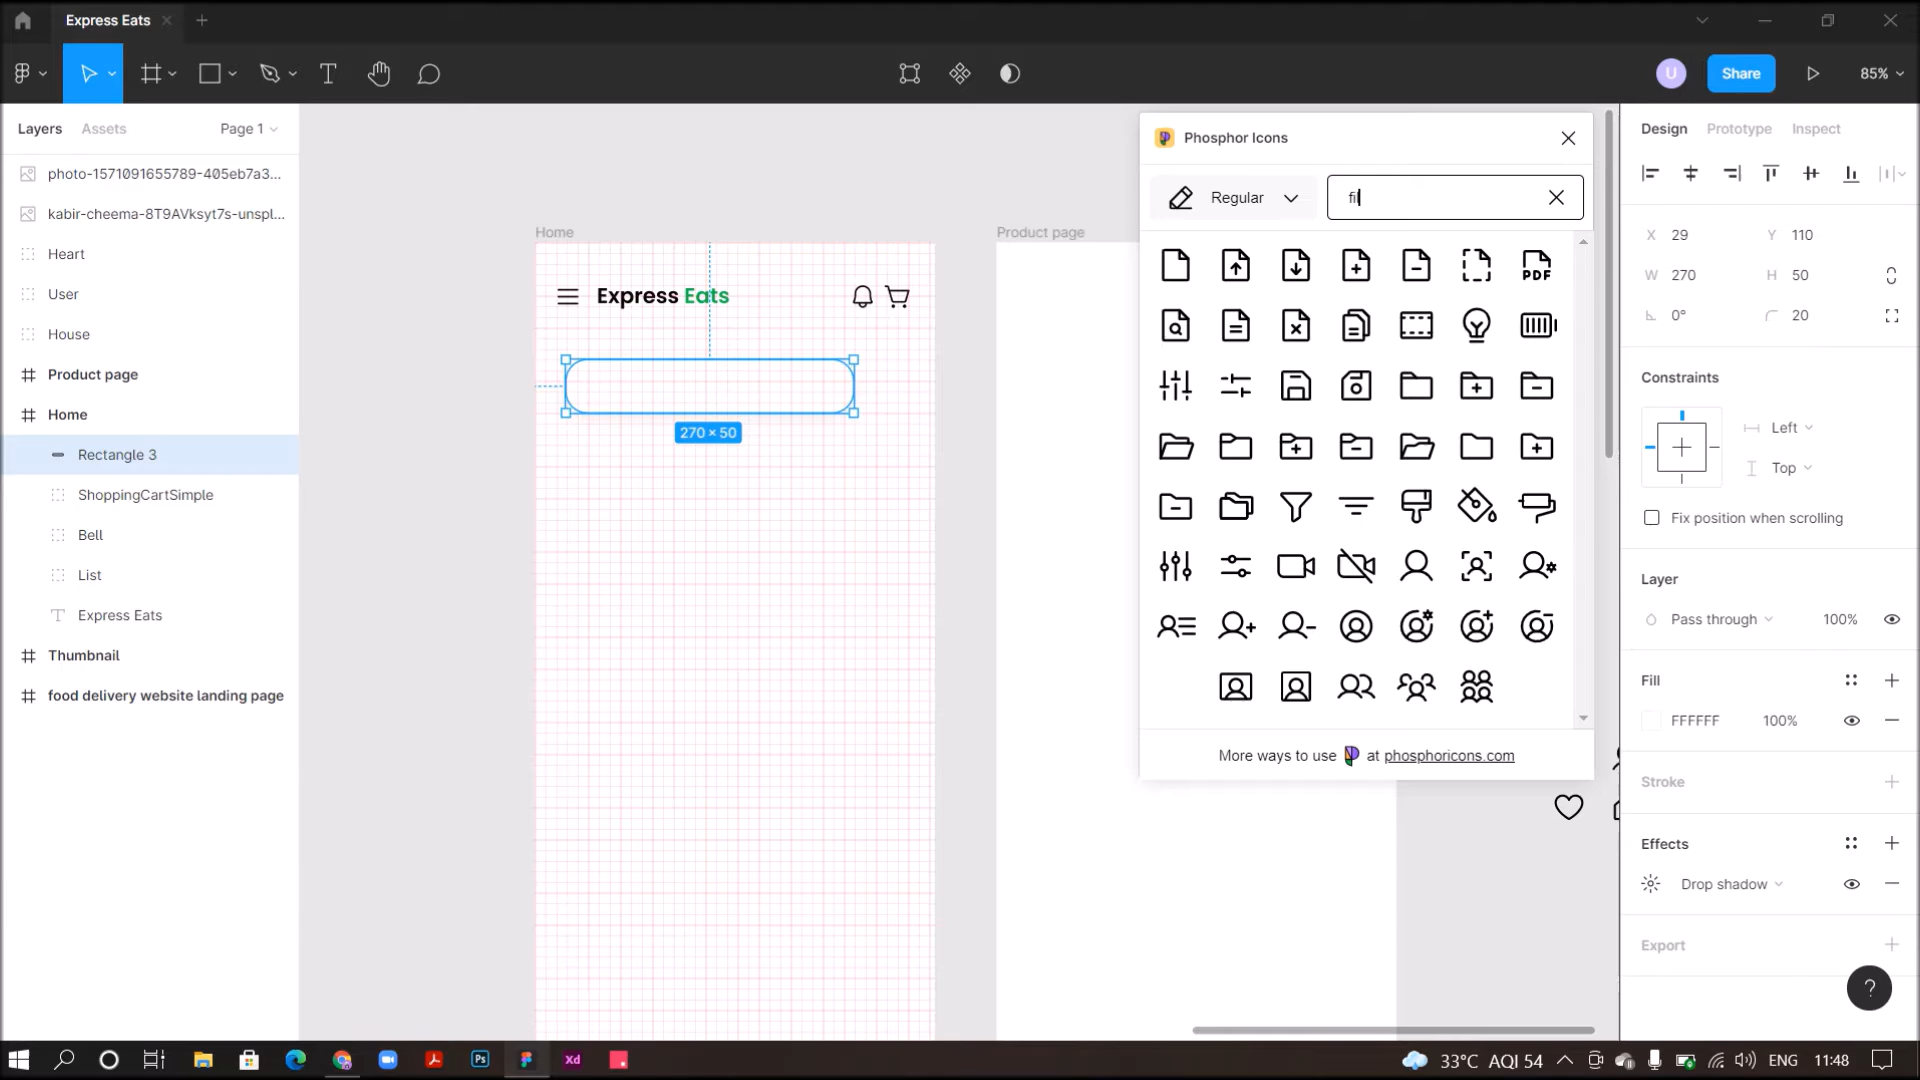 Express Eats
Share
85%
Layers
Assets
Page 1
photo-1571091655789-405eb7a3...
kabir-cheema-8T9AVksyt7s-unspl...
Heart
User
House
Product page
Home
Rectangle 3
ShoppingCartSimple
Bell
List
Express Eats
Thumbnail
food delivery website landing page
Home
Express Eats
270 × 50
Product page
Phosphor Icons
Regular
fil
PDF
More ways to use at phosphoricons.com
U
Design
Prototype
Inspect
X 29
Y 110
W 270
H 50
0°
20
Constraints
Left
Top
Fix position when scrolling
Layer
Pass through
100%
Fill
FFFFFF
100%
Stroke
Effects
Drop shadow
Export
?
Ps
Xd
33°C AQI 54
ENG
11:48